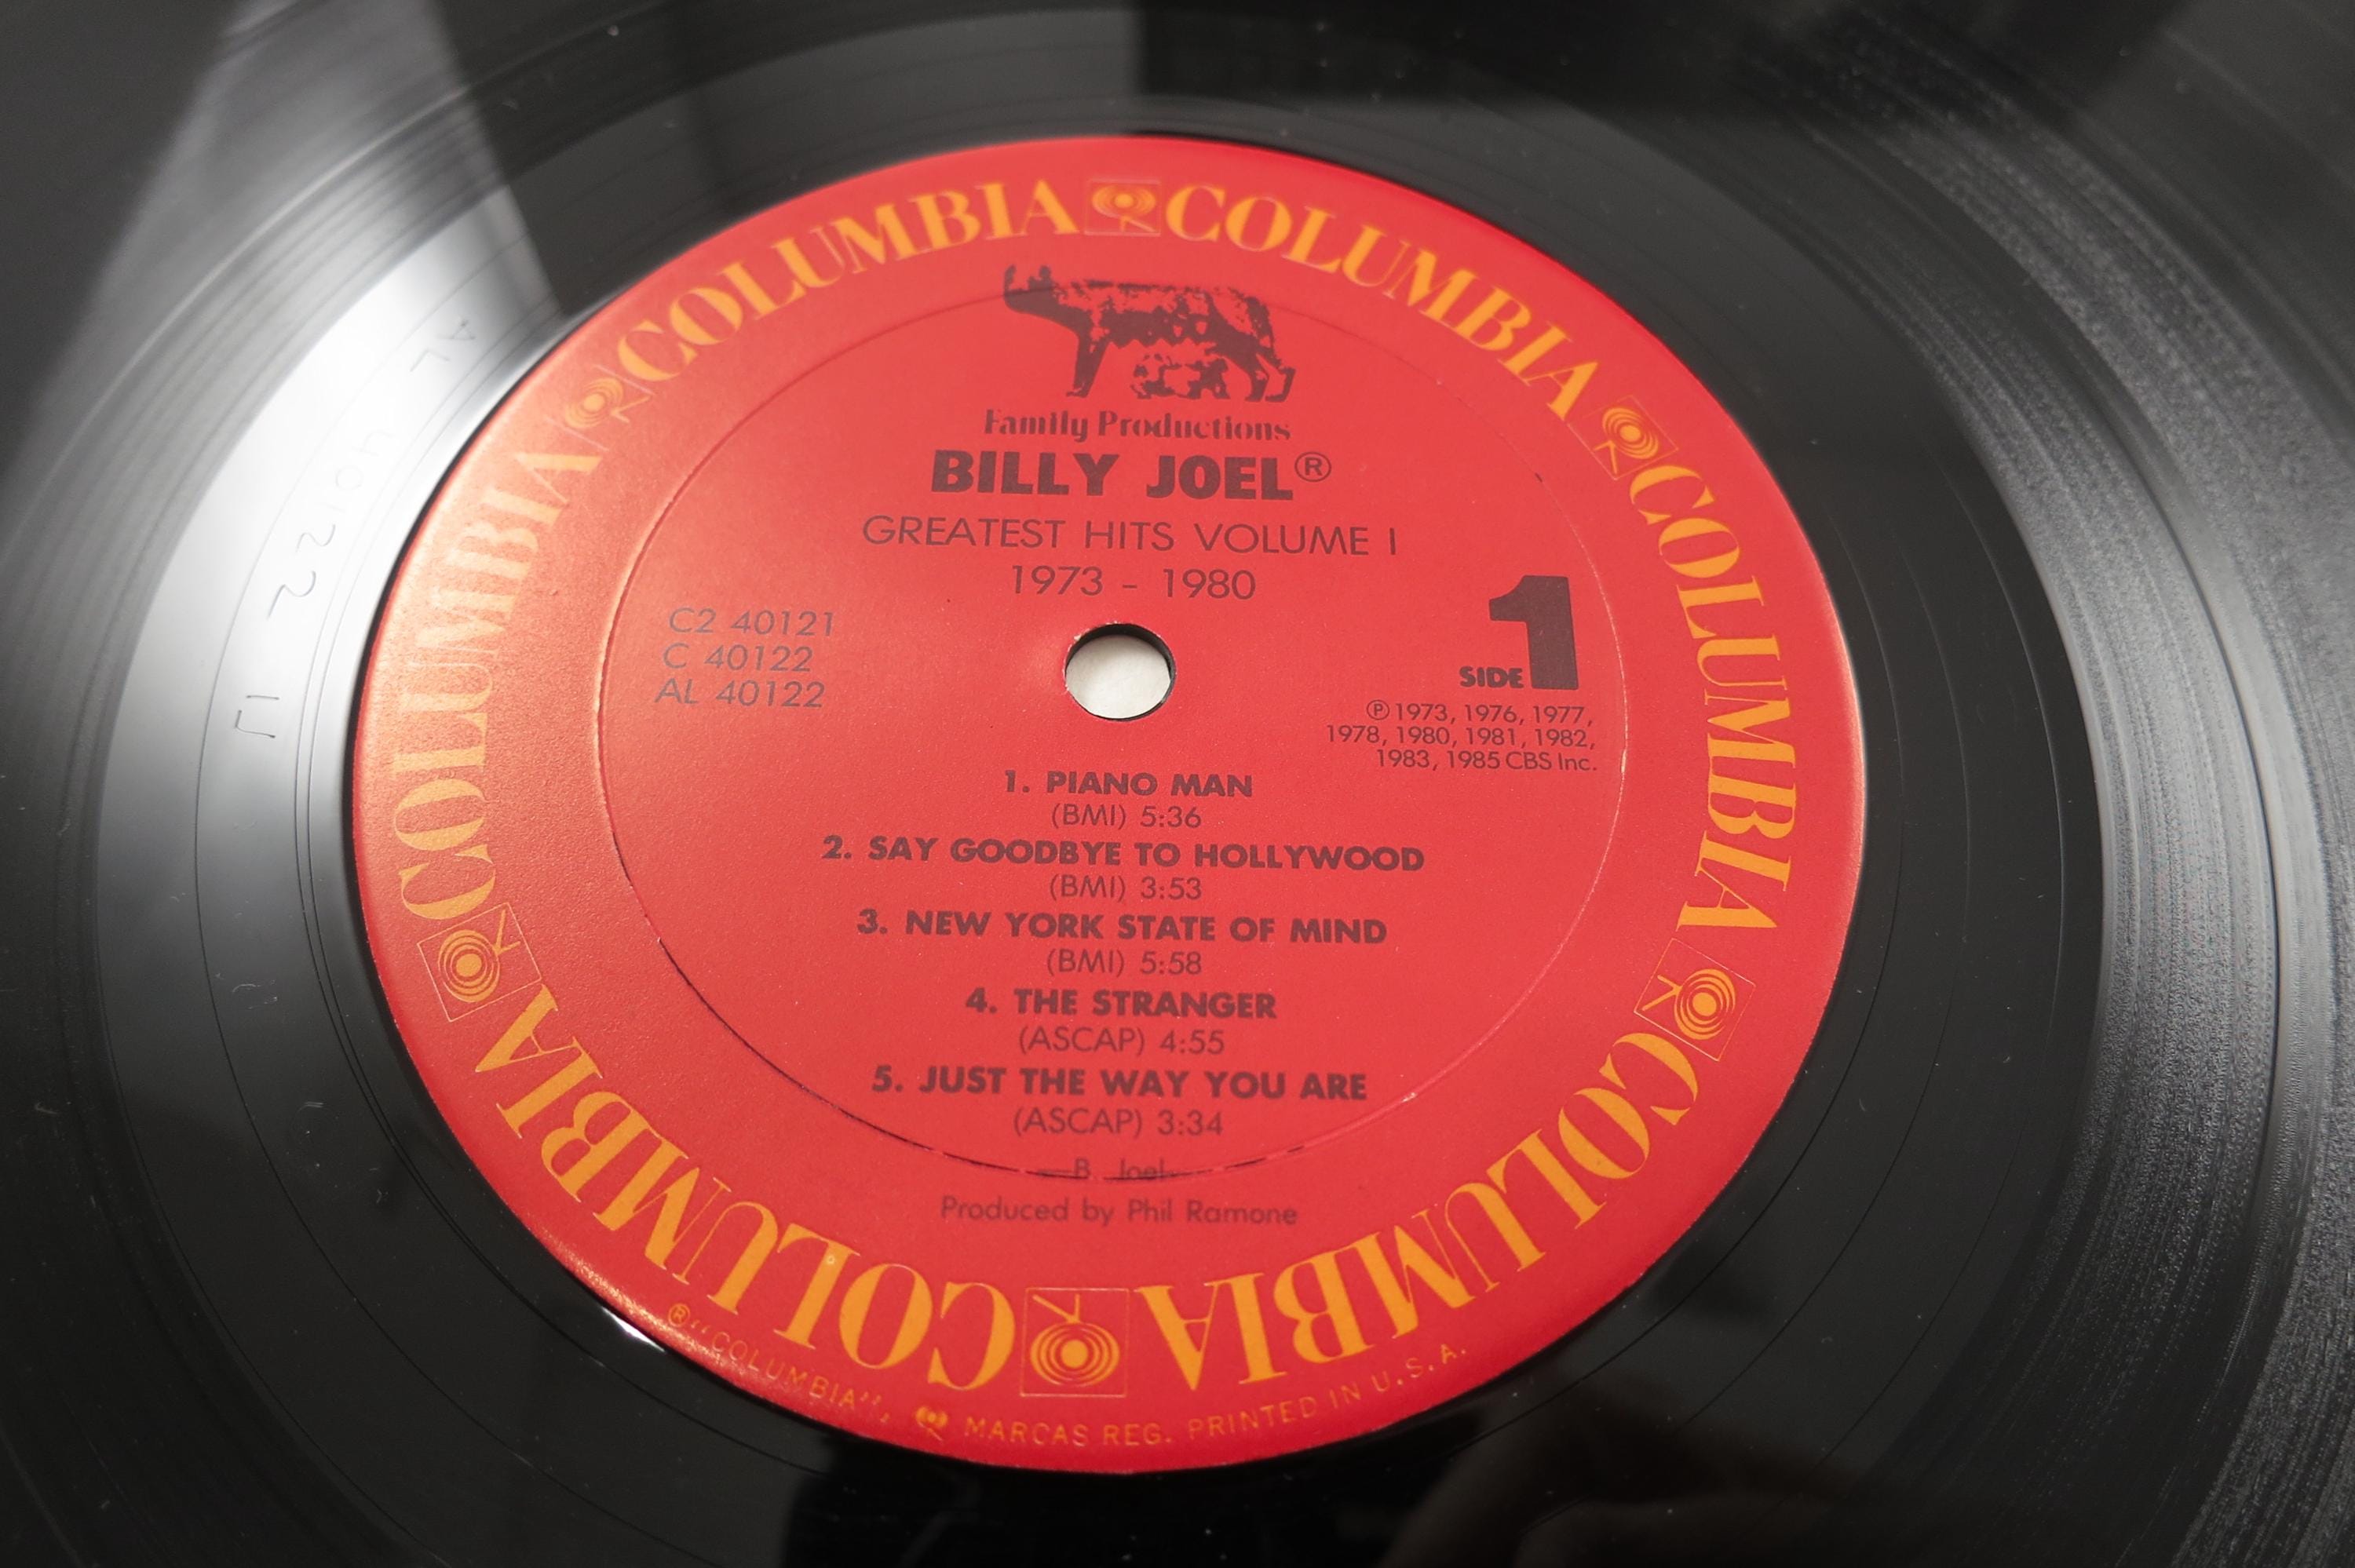 COLUMBIA COLUMBIA COLUMBIA COLUMBIA COLUMBIA COLUMBIA
Family Productions
BILLY JOEL®
GREATEST HITS VOLUME I
1973 - 1980
C2 40121
C 40122
AL 40122
SIDE 1
℗ 1973, 1976, 1977,
1978, 1980, 1981, 1982,
1983, 1985 CBS Inc.
1. PIANO MAN
(BMI) 5:36
2. SAY GOODBYE TO HOLLYWOOD
(BMI) 3:53
3. NEW YORK STATE OF MIND
(BMI) 5:58
4. THE STRANGER
(ASCAP) 4:55
5. JUST THE WAY YOU ARE
(ASCAP) 3:34
—B. Joel—
Produced by Phil Ramone
® "COLUMBIA", MARCAS REG. PRINTED IN U.S.A.
AL 40122